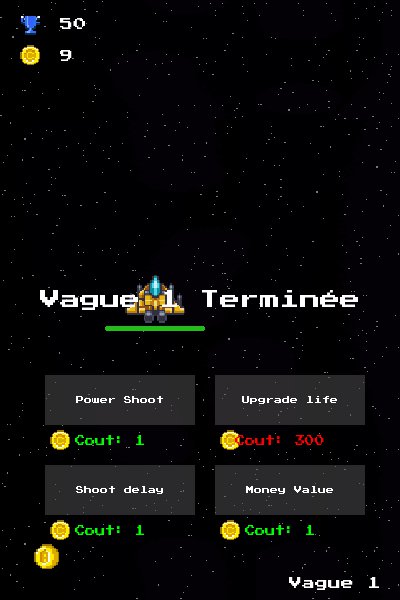 50
9
Vague 1 Terminée
Power Shoot
Upgrade life
Cout: 1
Cout: 300
Shoot delay
Money Value
Cout: 1
Cout: 1
Vague 1